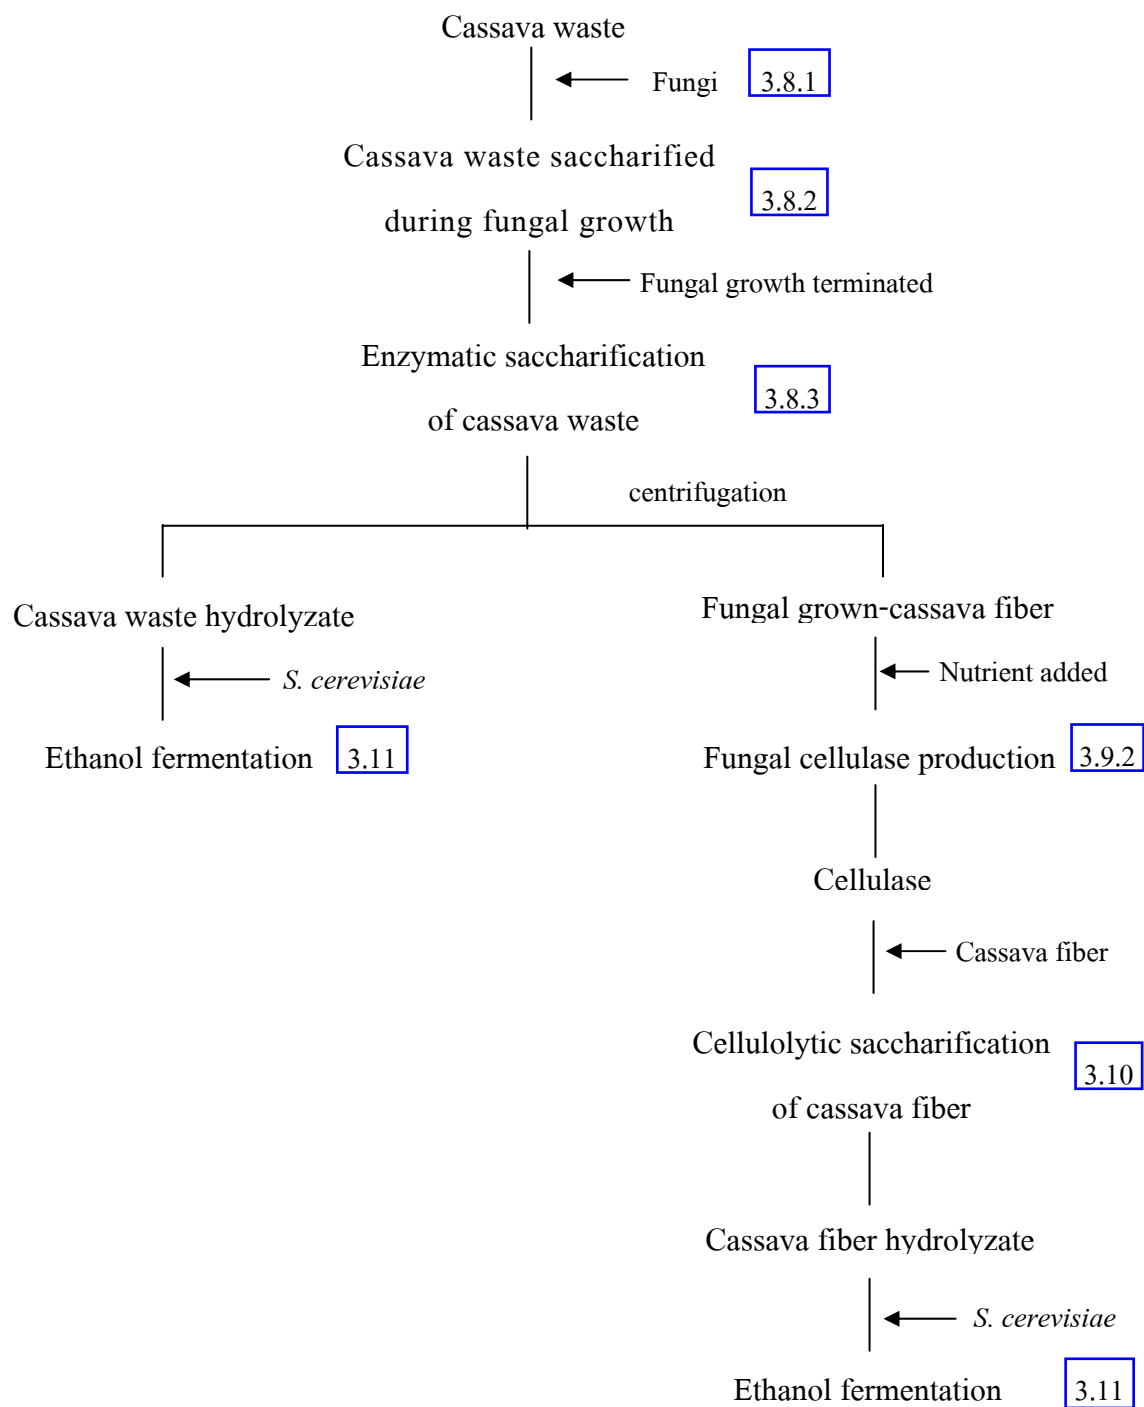 Cassava waste
Fungi 3.8.1
Cassava waste saccharified
3.8.2
during fungal growth
Fungal growth terminated
Enzymatic saccharification
3.8.3
of cassava waste
centrifugation
Cassava waste hydrolyzate
Fungal grown-cassava fiber
S. cerevisiae
Nutrient added
Ethanol fermentation 3.11
Fungal cellulase production 3.9.2
Cellulase
Cassava fiber
Cellulolytic saccharification
3.10
of cassava fiber
Cassava fiber hydrolyzate
S. cerevisiae
Ethanol fermentation 3.11